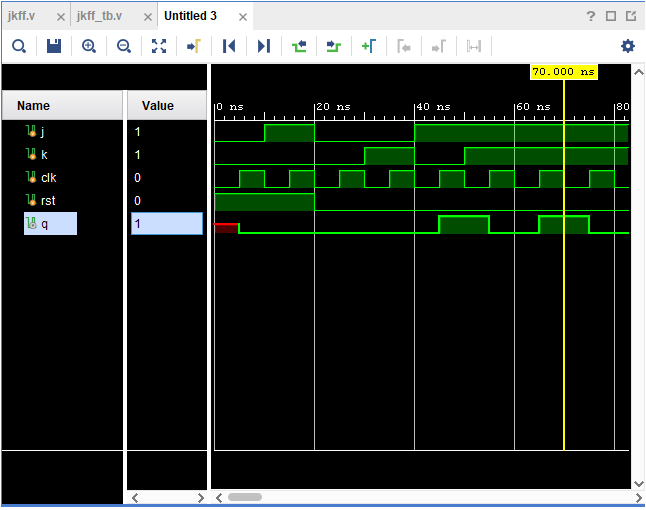 jkff.v × jkff_tb.v × Untitled 3 ×
?
70.000 ns
Name Value
0 ns 20 ns 40 ns 60 ns 80
j 1
k 1
clk 0
rst 0
q 1